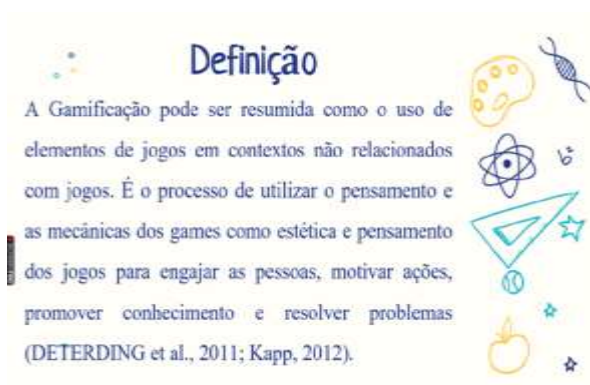 Definição
A Gamificação pode ser resumida como o uso de
elementos de jogos em contextos não relacionados
com jogos. É o processo de utilizar o pensamento e
as mecânicas dos games como estética e pensamento
dos jogos para engajar as pessoas, motivar ações,
promover conhecimento e resolver problemas
(DETERDING et al., 2011; Kapp, 2012).
b²